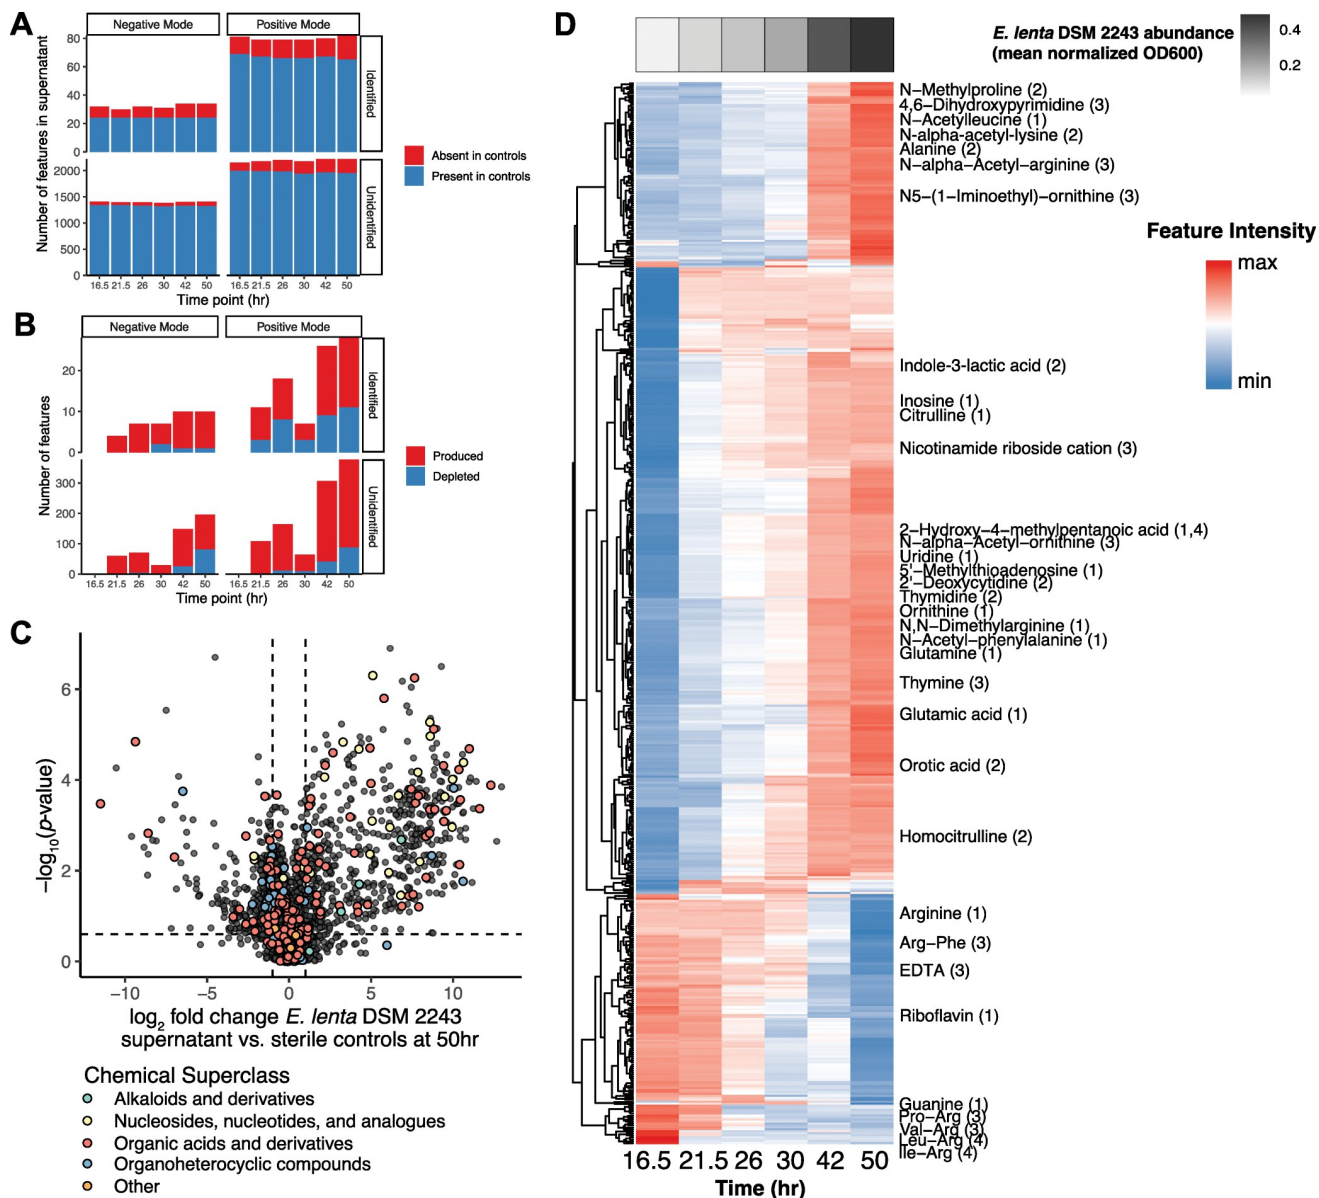 A
Negative Mode
Positive Mode
Number of features in supernatant
80
60
40
20
0
Identified
2000
1500
1000
500
0
Unidentified
16.5 21.5 26 30 42 50
16.5 21.5 26 30 42 50
Time point (hr)
Absent in controls
Present in controls
B
Negative Mode
Positive Mode
Number of features
20
10
0
Identified
300
200
100
0
Unidentified
16.5 21.5 26 30 42 50
16.5 21.5 26 30 42 50
Time point (hr)
Produced
Depleted
C
−log10(p-value)
6
4
2
0
−10 −5 0 5 10
log2 fold change E. lenta DSM 2243
supernatant vs. sterile controls at 50hr
Chemical Superclass
Alkaloids and derivatives
Nucleosides, nucleotides, and analogues
Organic acids and derivatives
Organoheterocyclic compounds
Other
D
E. lenta DSM 2243 abundance
(mean normalized OD600)
0.4
0.2
N−Methylproline (2)
4,6−Dihydroxypyrimidine (3)
N−Acetylleucine (1)
N-alpha-acetyl-lysine (2)
Alanine (2)
N−alpha−Acetyl−arginine (3)
N5−(1−Iminoethyl)−ornithine (3)
Feature Intensity
max
min
Indole-3-lactic acid (2)
Inosine (1)
Citrulline (1)
Nicotinamide riboside cation (3)
2−Hydroxy−4−methylpentanoic acid (1,4)
N−alpha−Acetyl−ornithine (3)
Uridine (1)
5'−Methylthioadenosine (1)
2'−Deoxycytidine (2)
Thymidine (2)
Ornithine (1)
N,N−Dimethylarginine (1)
N−Acetyl−phenylalanine (1)
Glutamine (1)
Thymine (3)
Glutamic acid (1)
Orotic acid (2)
Homocitrulline (2)
Arginine (1)
Arg−Phe (3)
EDTA (3)
Riboflavin (1)
Guanine (1)
Pro−Arg (3)
Val−Arg (3)
Leu−Arg (4)
Ile−Arg (4)
16.5 21.5 26 30 42 50
Time (hr)